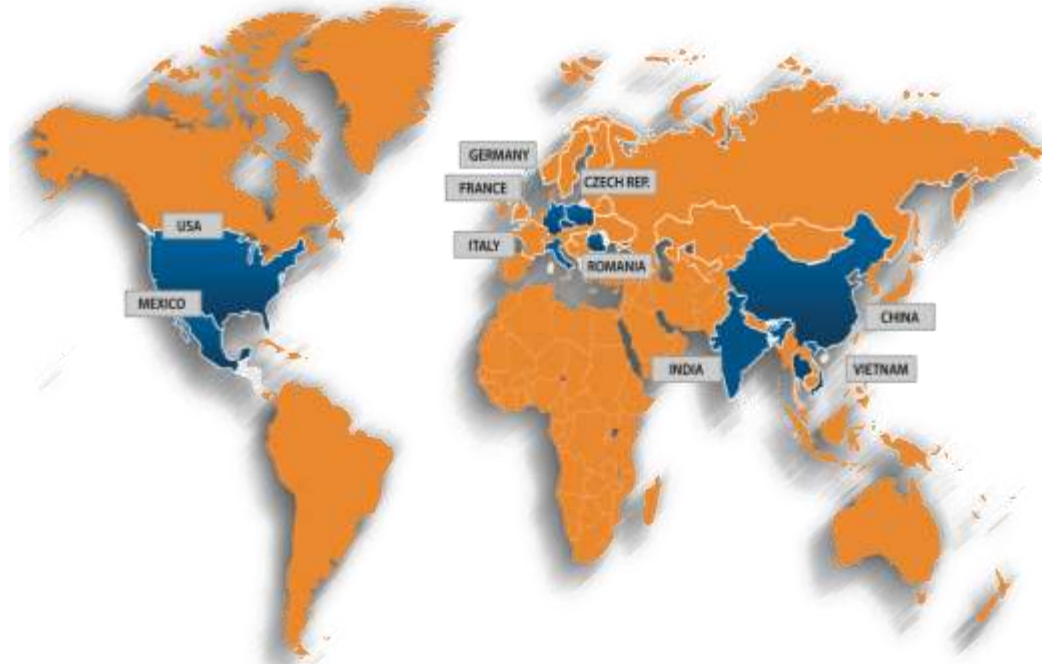 GERMANY
CZECH REP.
FRANCE
USA
ITALY
ROMANIA
MEXICO
CHINA
INDIA
VIETNAM